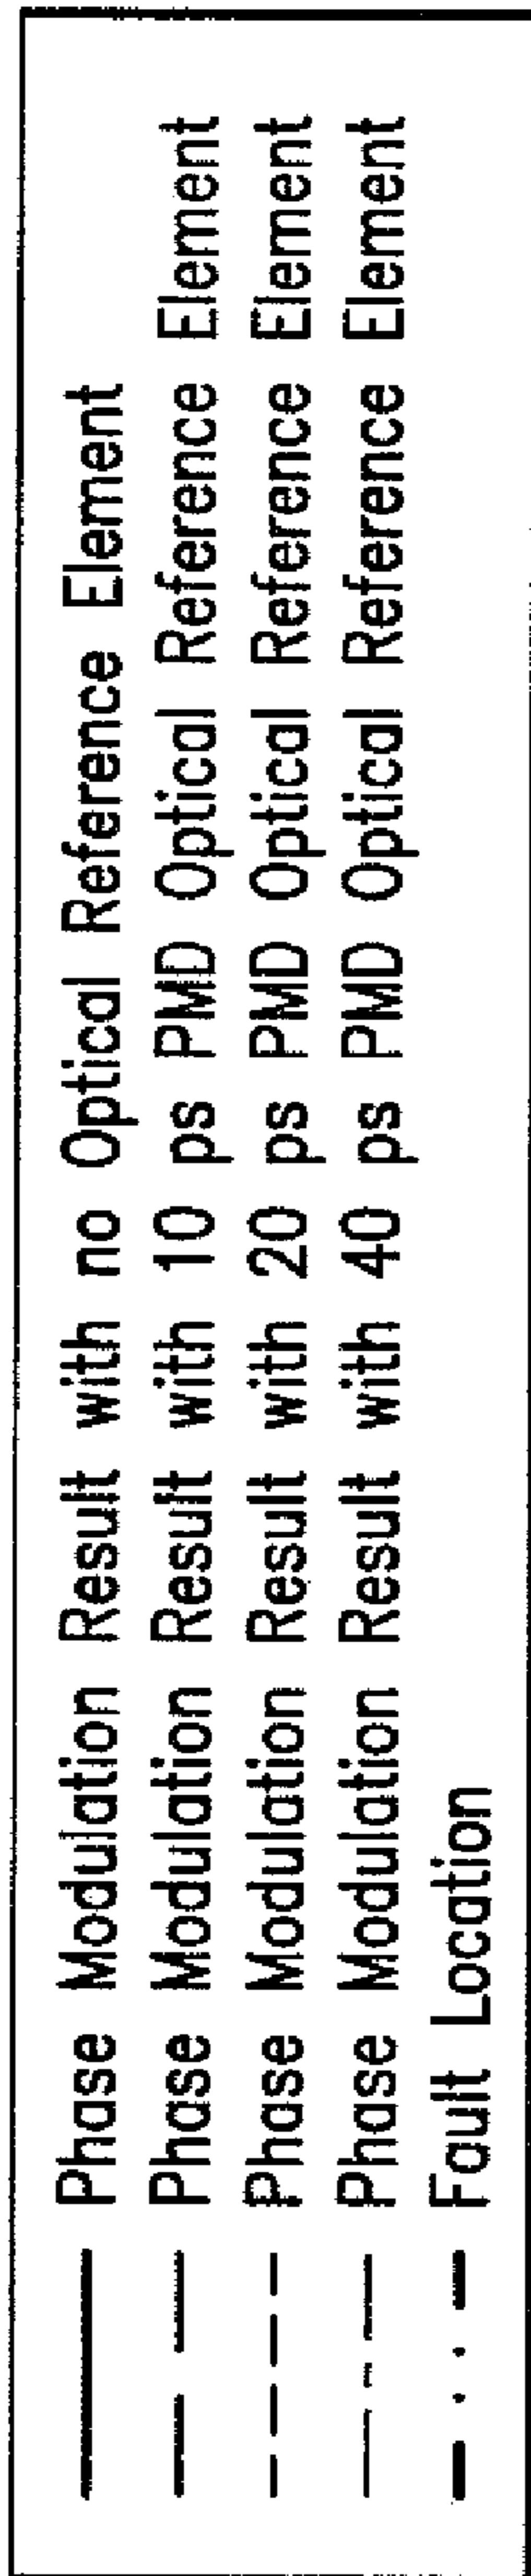 Phase Modulation Result with no Optical Reference Element
Phase Modulation Result with 10 ps PMD Optical Reference Element
Phase Modulation Result with 20 ps PMD Optical Reference Element
Phase Modulation Result with 40 ps PMD Optical Reference Element
Fault Location